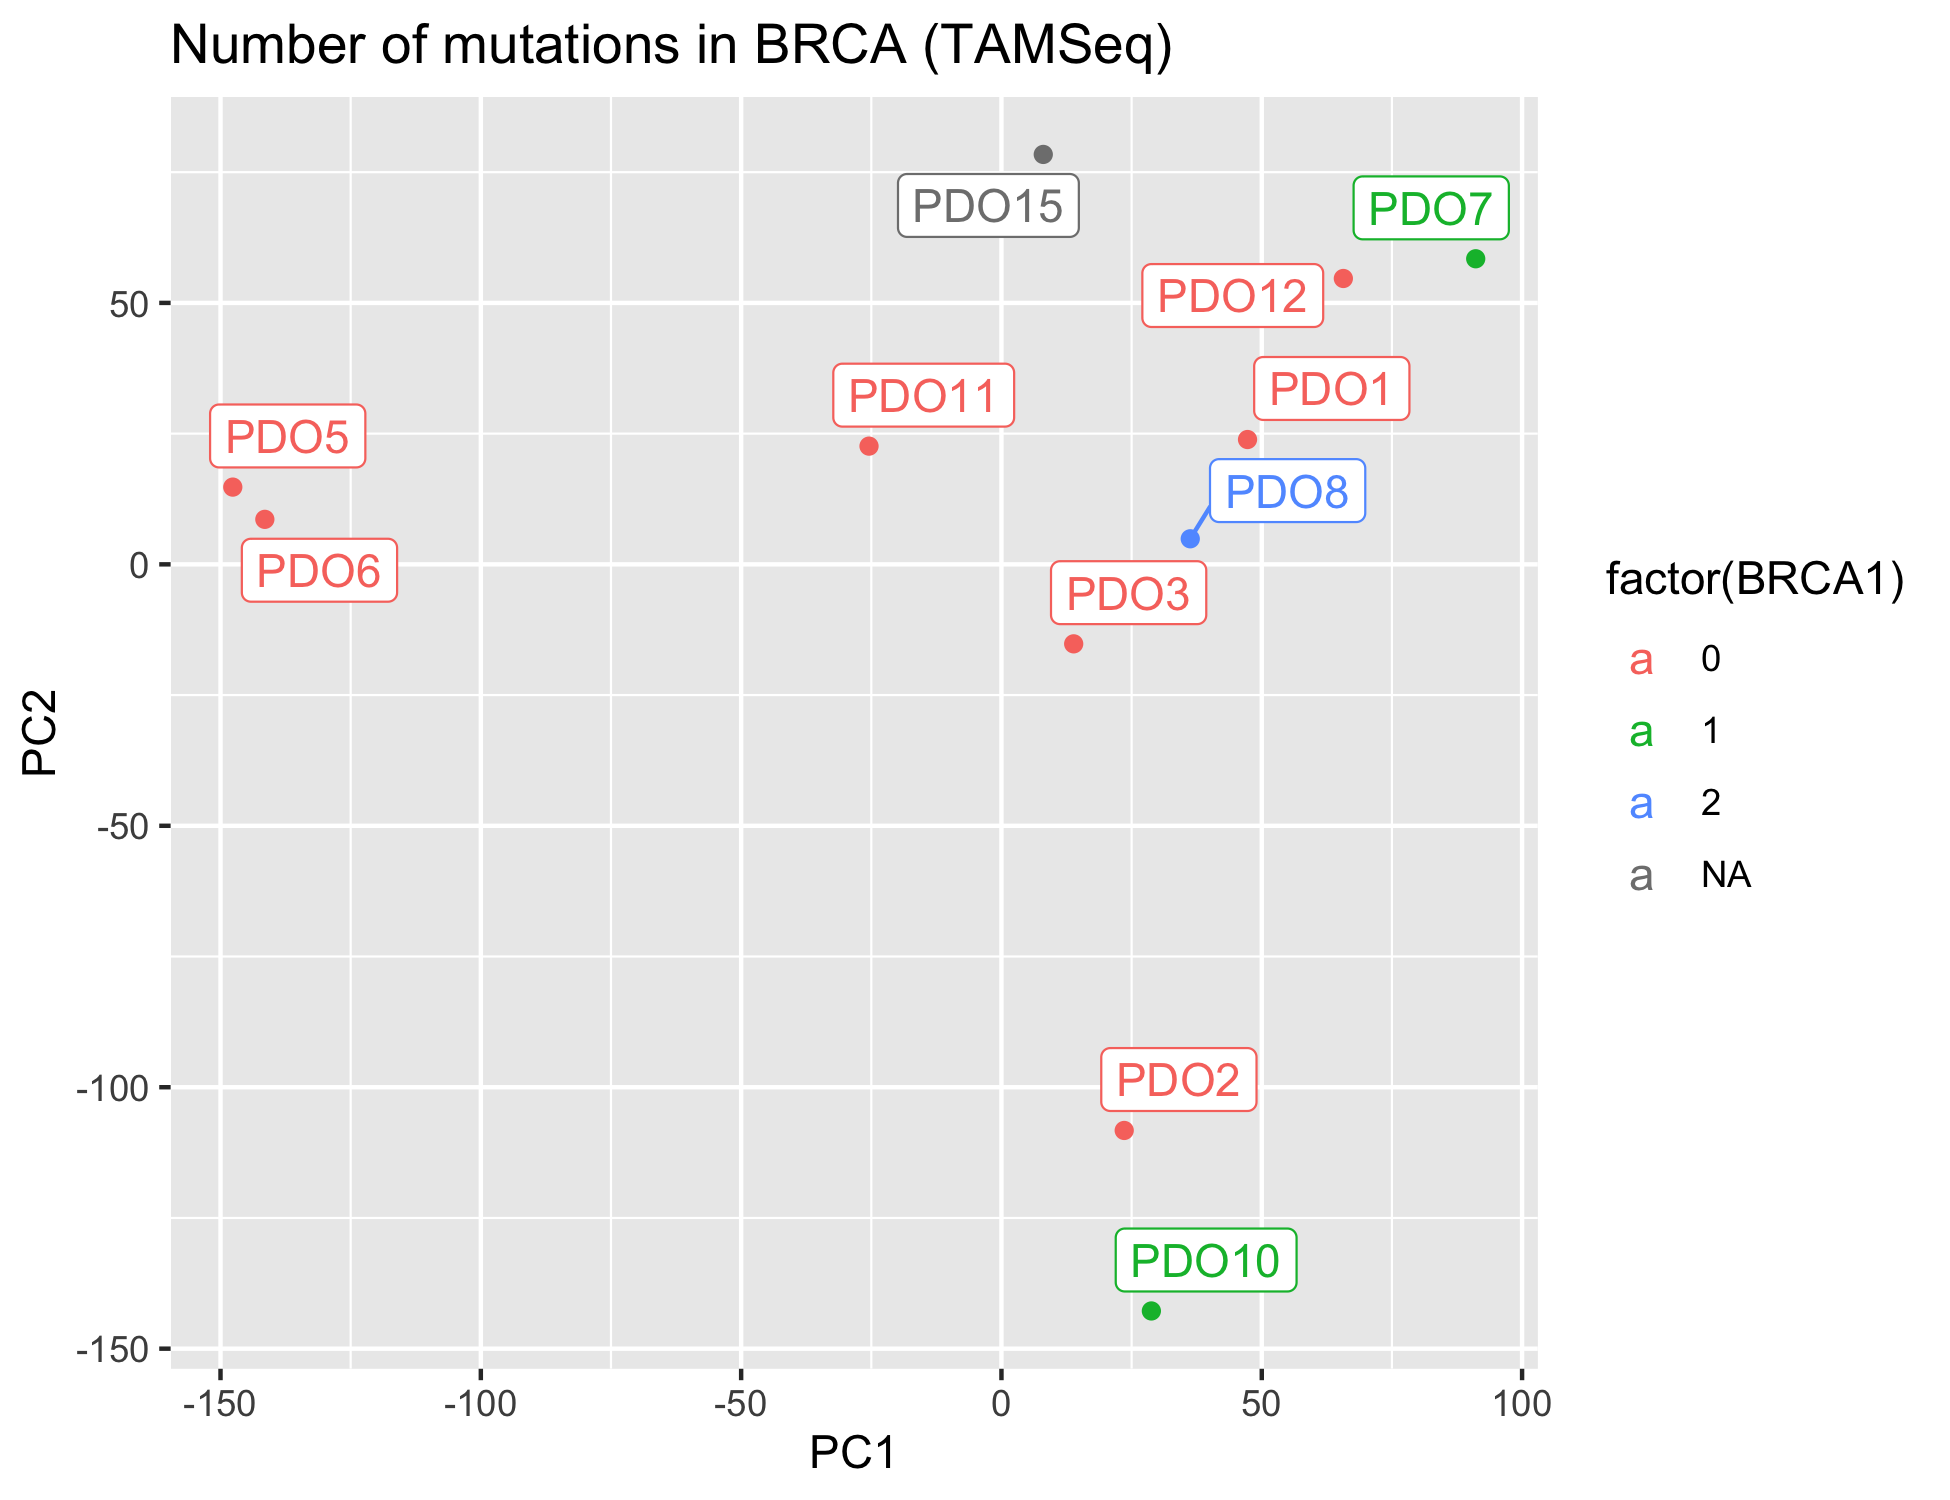 Number of mutations in BRCA (TAMSeq)
PDO15
PDO7
PDO12
PDO1
PDO11
PDO5
PDO8
PDO6
PDO3
PDO2
PDO10
50
0
-50
-100
-150
PC2
-150 -100 -50 0 50 100
PC1
factor(BRCA1)
a 0
a 1
a 2
a NA